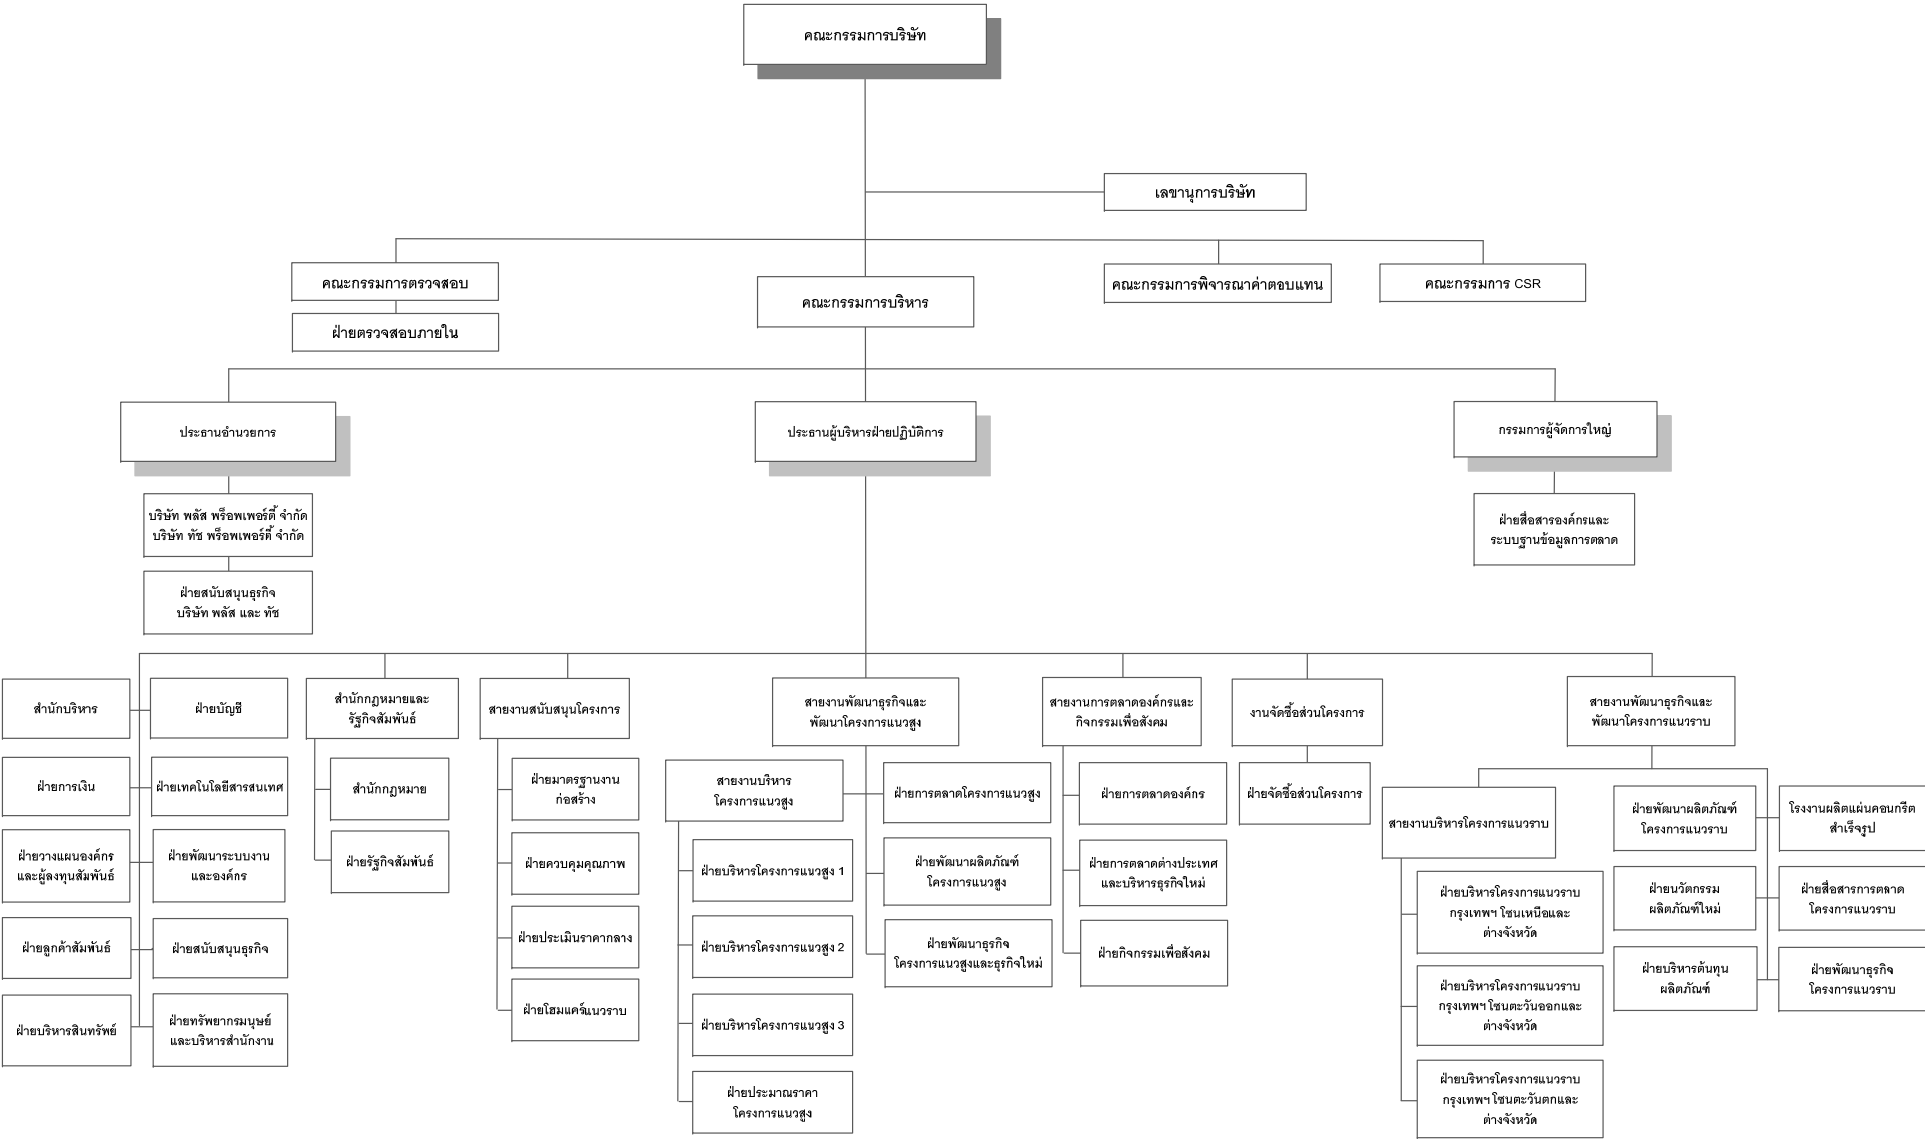 คณะกรรมการบริษัท
เลขานุการบริษัท
คณะกรรมการตรวจสอบ
ฝ่ายตรวจสอบภายใน
คณะกรรมการบริหาร
คณะกรรมการพิจารณาค่าตอบแทน
คณะกรรมการ CSR
ประธานอำนวยการ
ประธานผู้บริหารฝ่ายปฏิบัติการ
กรรมการผู้จัดการใหญ่
บริษัท พลัส พร็อพเพอร์ตี้ จำกัด
บริษัท ทัช พร็อพเพอร์ตี้ จำกัด
ฝ่ายสนับสนุนธุรกิจ
บริษัท พลัส และ ทัช
ฝ่ายสื่อสารองค์กรและ
ระบบฐานข้อมูลการตลาด
สำนักบริหาร
ฝ่ายบัญชี
ฝ่ายการเงิน
ฝ่ายเทคโนโลยีสารสนเทศ
ฝ่ายวางแผนองค์กร
และผู้ลงทุนสัมพันธ์
ฝ่ายพัฒนาระบบงาน
และองค์กร
ฝ่ายลูกค้าสัมพันธ์
ฝ่ายสนับสนุนธุรกิจ
ฝ่ายบริหารสินทรัพย์
ฝ่ายทรัพยากรมนุษย์
และบริหารสำนักงาน
สำนักกฎหมายและ
รัฐกิจสัมพันธ์
สำนักกฎหมาย
ฝ่ายรัฐกิจสัมพันธ์
สายงานสนับสนุนโครงการ
ฝ่ายมาตรฐานงาน
ก่อสร้าง
ฝ่ายควบคุมคุณภาพ
ฝ่ายประเมินราคากลาง
ฝ่ายโฮมแคร์แนวราบ
สายงานพัฒนาธุรกิจและ
พัฒนาโครงการแนวสูง
สายงานบริหาร
โครงการแนวสูง
ฝ่ายบริหารโครงการแนวสูง 1
ฝ่ายบริหารโครงการแนวสูง 2
ฝ่ายบริหารโครงการแนวสูง 3
ฝ่ายประมาณราคา
โครงการแนวสูง
ฝ่ายการตลาดโครงการแนวสูง
ฝ่ายพัฒนาผลิตภัณฑ์
โครงการแนวสูง
ฝ่ายพัฒนาธุรกิจ
โครงการแนวสูงและธุรกิจใหม่
สายงานการตลาดองค์กรและ
กิจกรรมเพื่อสังคม
ฝ่ายการตลาดองค์กร
ฝ่ายการตลาดต่างประเทศ
และบริหารธุรกิจใหม่
ฝ่ายกิจกรรมเพื่อสังคม
งานจัดซื้อส่วนโครงการ
ฝ่ายจัดซื้อส่วนโครงการ
สายงานพัฒนาธุรกิจและ
พัฒนาโครงการแนวราบ
สายงานบริหารโครงการแนวราบ
ฝ่ายบริหารโครงการแนวราบ
กรุงเทพฯ โซนเหนือและ
ต่างจังหวัด
ฝ่ายบริหารโครงการแนวราบ
กรุงเทพฯ โซนตะวันออกและ
ต่างจังหวัด
ฝ่ายบริหารโครงการแนวราบ
กรุงเทพฯ โซนตะวันตกและ
ต่างจังหวัด
ฝ่ายพัฒนาผลิตภัณฑ์
โครงการแนวราบ
โรงงานผลิตแผ่นคอนกรีต
สำเร็จรูป
ฝ่ายนวัตกรรม
ผลิตภัณฑ์ใหม่
ฝ่ายสื่อสารการตลาด
โครงการแนวราบ
ฝ่ายบริหารต้นทุน
ผลิตภัณฑ์
ฝ่ายพัฒนาธุรกิจ
โครงการแนวราบ